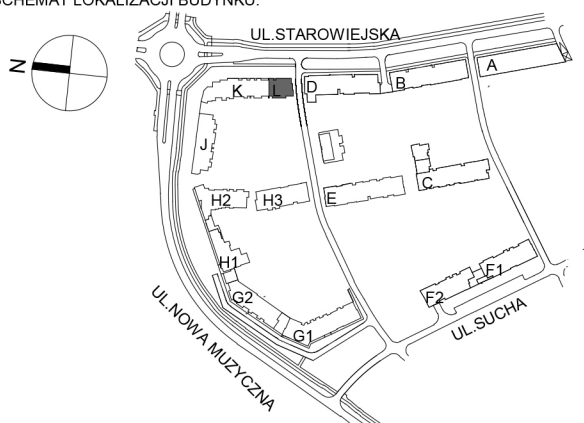 SCHEMAT LOKALIZACJI BUDYNKU:
UL.STAROWIEJSKA
N
K
L
D
B
A
J
C
H2
H3
E
H1
F1
G2
F2
G1
UL.SUCHA
UL.NOWA MUZYCZNA